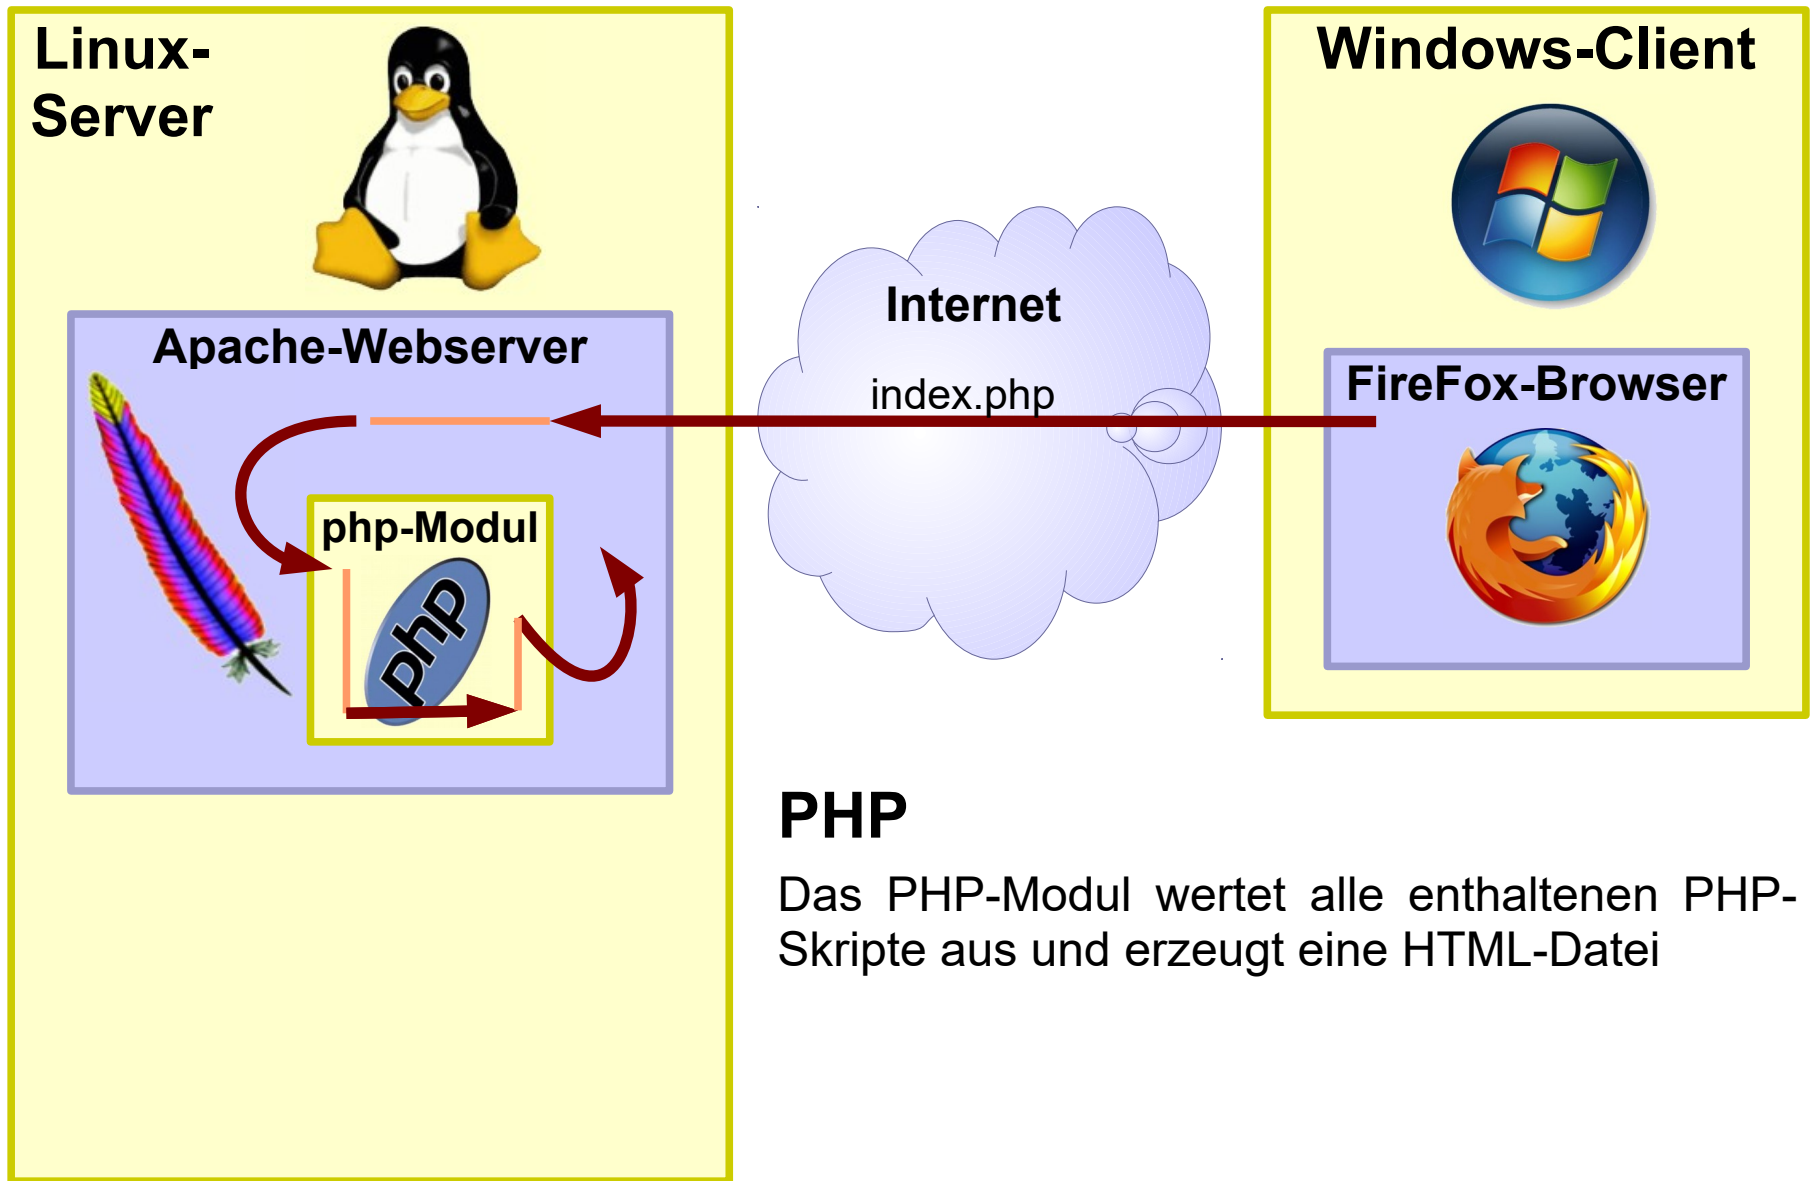 Linux-
Server
Windows-Client
Internet
index.php
Apache-Webserver
FireFox-Browser
php-Modul
php
PHP
Das PHP-Modul wertet alle enthaltenen PHP-
Skripte aus und erzeugt eine HTML-Datei